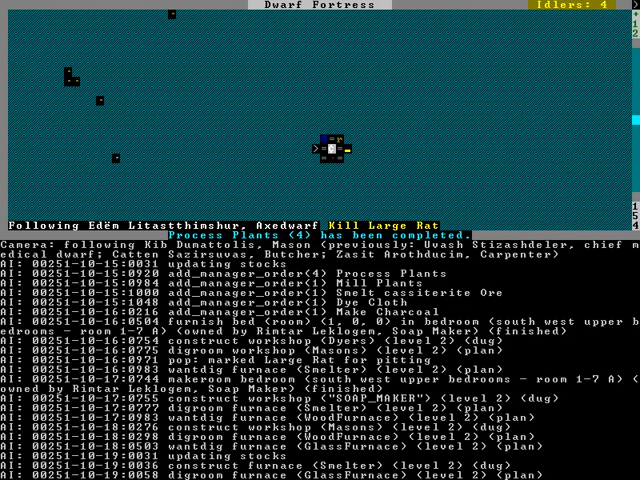 Dwarf Fortress
Idlers: 4
+12
154
Following Edëm Litastthimshur, Axedwarf Kill Large Rat
Process Plants (4) has been completed.
Camera: following Kib Dumattolis, Mason (previously: Uvash Stizashdeler, chief m
edical dwarf; Catten Sazirsuvas, Butcher; Zasit Arothducim, Carpenter)
AI: 00251-10-15:0031 updating stocks
AI: 00251-10-15:0920 add_manager_order(4) Process Plants
AI: 00251-10-15:0984 add_manager_order(1) Mill Plants
AI: 00251-10-15:1000 add_manager_order(1) Smelt cassiterite Ore
AI: 00251-10-15:1048 add_manager_order(1) Dye Cloth
AI: 00251-10-16:0216 add_manager_order(1) Make Charcoal
AI: 00251-10-16:0504 furnish bed (room) (1, 0, 0) in bedroom (south west upper b
edrooms - room 1-7 A) (owned by Rimtar Leklogem, Soap Maker) (finished)
AI: 00251-10-16:0754 construct workshop (Dyers) (level 2) (dug)
AI: 00251-10-16:0775 digroom workshop (Masons) (level 2) (plan)
AI: 00251-10-16:0971 pop: marked Large Rat for pitting
AI: 00251-10-16:0983 wantdig furnace (Smelter) (level 2) (plan)
AI: 00251-10-17:0744 makeroom bedroom (south west upper bedrooms - room 1-7 A) (
owned by Rimtar Leklogem, Soap Maker) (finished)
AI: 00251-10-17:0755 construct workshop ("SOAP_MAKER") (level 2) (dug)
AI: 00251-10-17:0777 digroom furnace (Smelter) (level 2) (plan)
AI: 00251-10-17:0983 wantdig furnace (WoodFurnace) (level 2) (plan)
AI: 00251-10-18:0276 construct workshop (Masons) (level 2) (dug)
AI: 00251-10-18:0298 digroom furnace (WoodFurnace) (level 2) (plan)
AI: 00251-10-18:0503 wantdig furnace (GlassFurnace) (level 2) (plan)
AI: 00251-10-19:0031 updating stocks
AI: 00251-10-19:0036 construct furnace (Smelter) (level 2) (dug)
AI: 00251-10-19:0058 digroom furnace (GlassFurnace) (level 2) (plan)